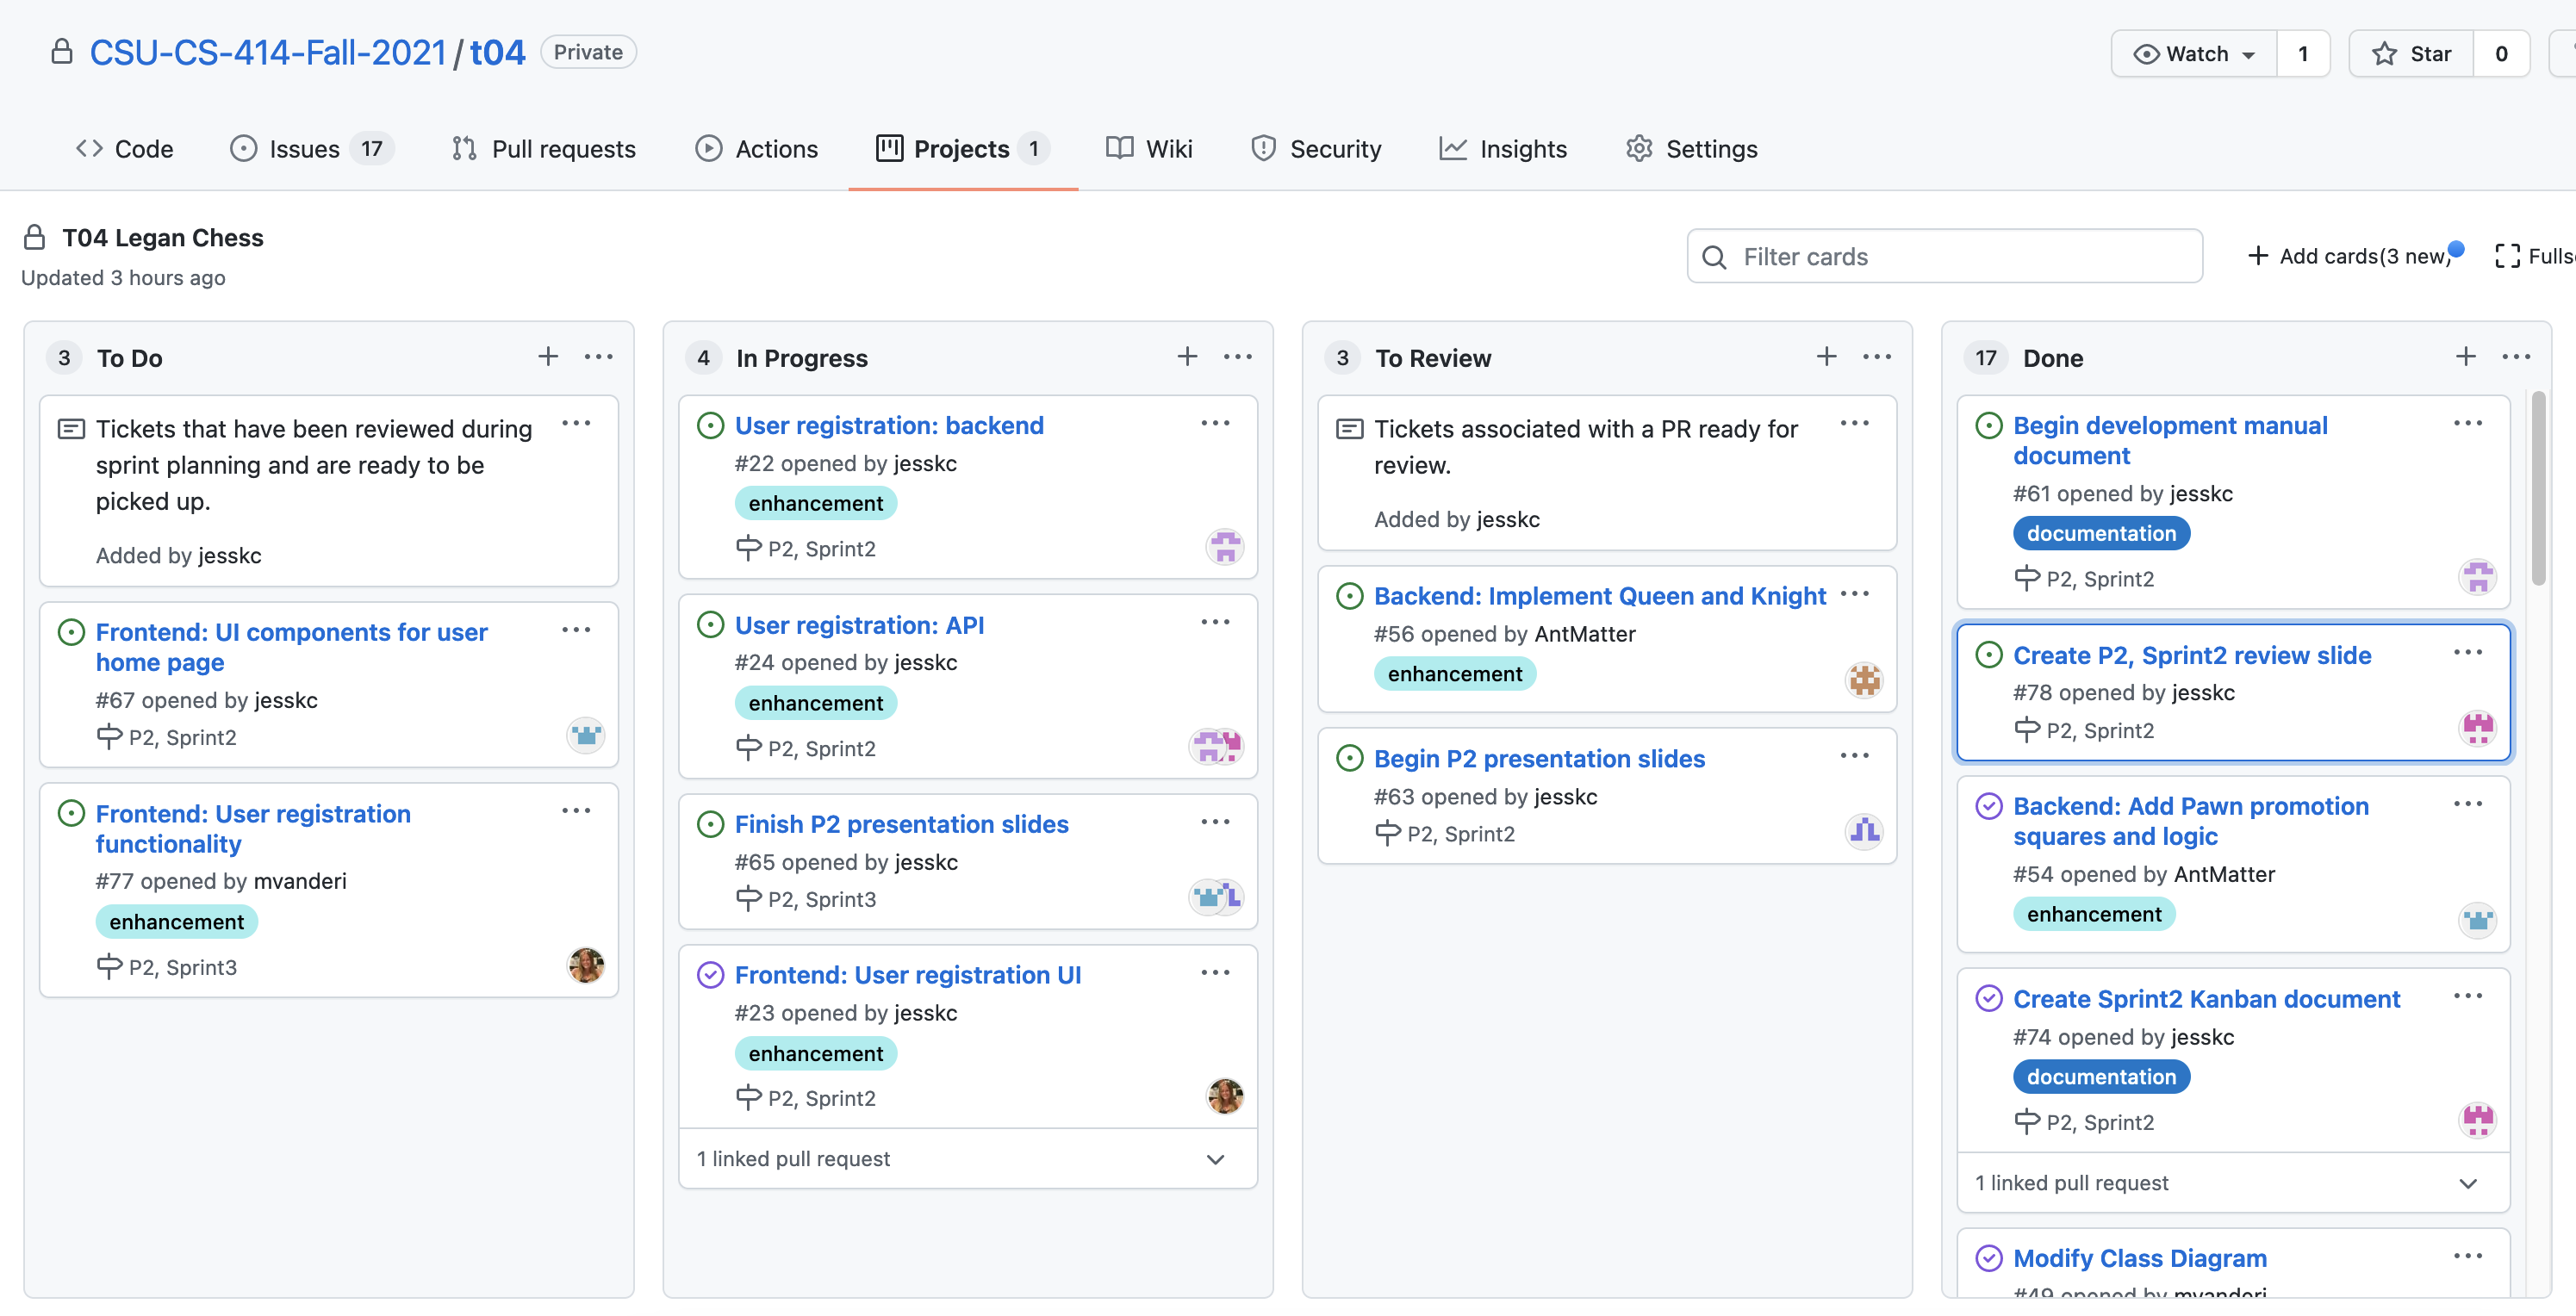 CSU-CS-414-Fall-2021 / t04 Private
Watch 1 Star 0
Code Issues 17 Pull requests Actions Projects 1 Wiki Security Insights Settings
T04 Legan Chess
Updated 3 hours ago
Filter cards
Add cards(3 new)
3 To Do
Tickets that have been reviewed during
sprint planning and are ready to be
picked up.
Added by jesskc
Frontend: UI components for user
home page
#67 opened by jesskc
P2, Sprint2
Frontend: User registration
functionality
#77 opened by mvanderi
enhancement
P2, Sprint3
4 In Progress
User registration: backend
#22 opened by jesskc
enhancement
P2, Sprint2
User registration: API
#24 opened by jesskc
enhancement
P2, Sprint2
Finish P2 presentation slides
#65 opened by jesskc
P2, Sprint3
Frontend: User registration UI
#23 opened by jesskc
enhancement
P2, Sprint2
1 linked pull request
3 To Review
Tickets associated with a PR ready for
review.
Added by jesskc
Backend: Implement Queen and Knight
#56 opened by AntMatter
enhancement
Begin P2 presentation slides
#63 opened by jesskc
P2, Sprint2
17 Done
Begin development manual
document
#61 opened by jesskc
documentation
P2, Sprint2
Create P2, Sprint2 review slide
#78 opened by jesskc
P2, Sprint2
Backend: Add Pawn promotion
squares and logic
#54 opened by AntMatter
enhancement
Create Sprint2 Kanban document
#74 opened by jesskc
documentation
P2, Sprint2
1 linked pull request
Modify Class Diagram
#49 opened by mvanderi